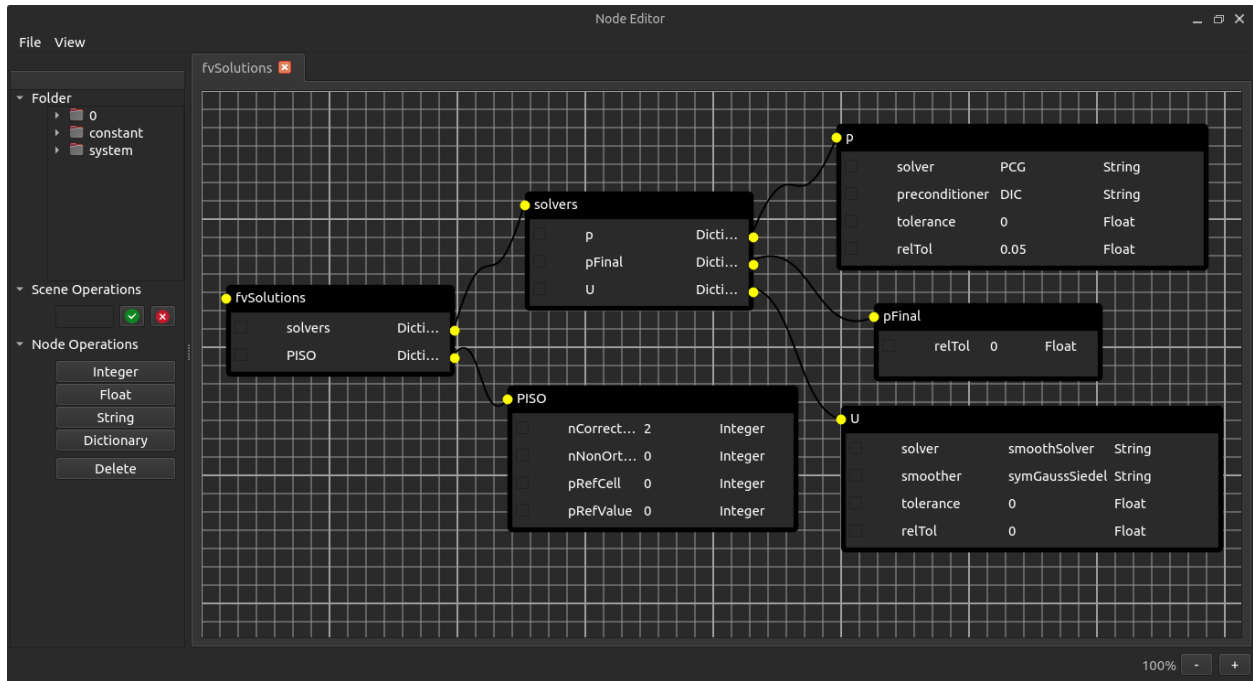 Node Editor
File View
fvSolutions
Folder
0
constant
system
Scene Operations
Node Operations
Integer
Float
String
Dictionary
Delete
fvSolutions
solvers Dicti...
PISO Dicti...
solvers
p Dicti...
pFinal Dicti...
U Dicti...
PISO
nCorrect... 2 Integer
nNonOrt... 0 Integer
pRefCell 0 Integer
pRefValue 0 Integer
p
solver PCG String
preconditioner DIC String
tolerance 0 Float
relTol 0.05 Float
pFinal
relTol 0 Float
U
solver smoothSolver String
smoother symGaussSiedel String
tolerance 0 Float
relTol 0 Float
100% - +